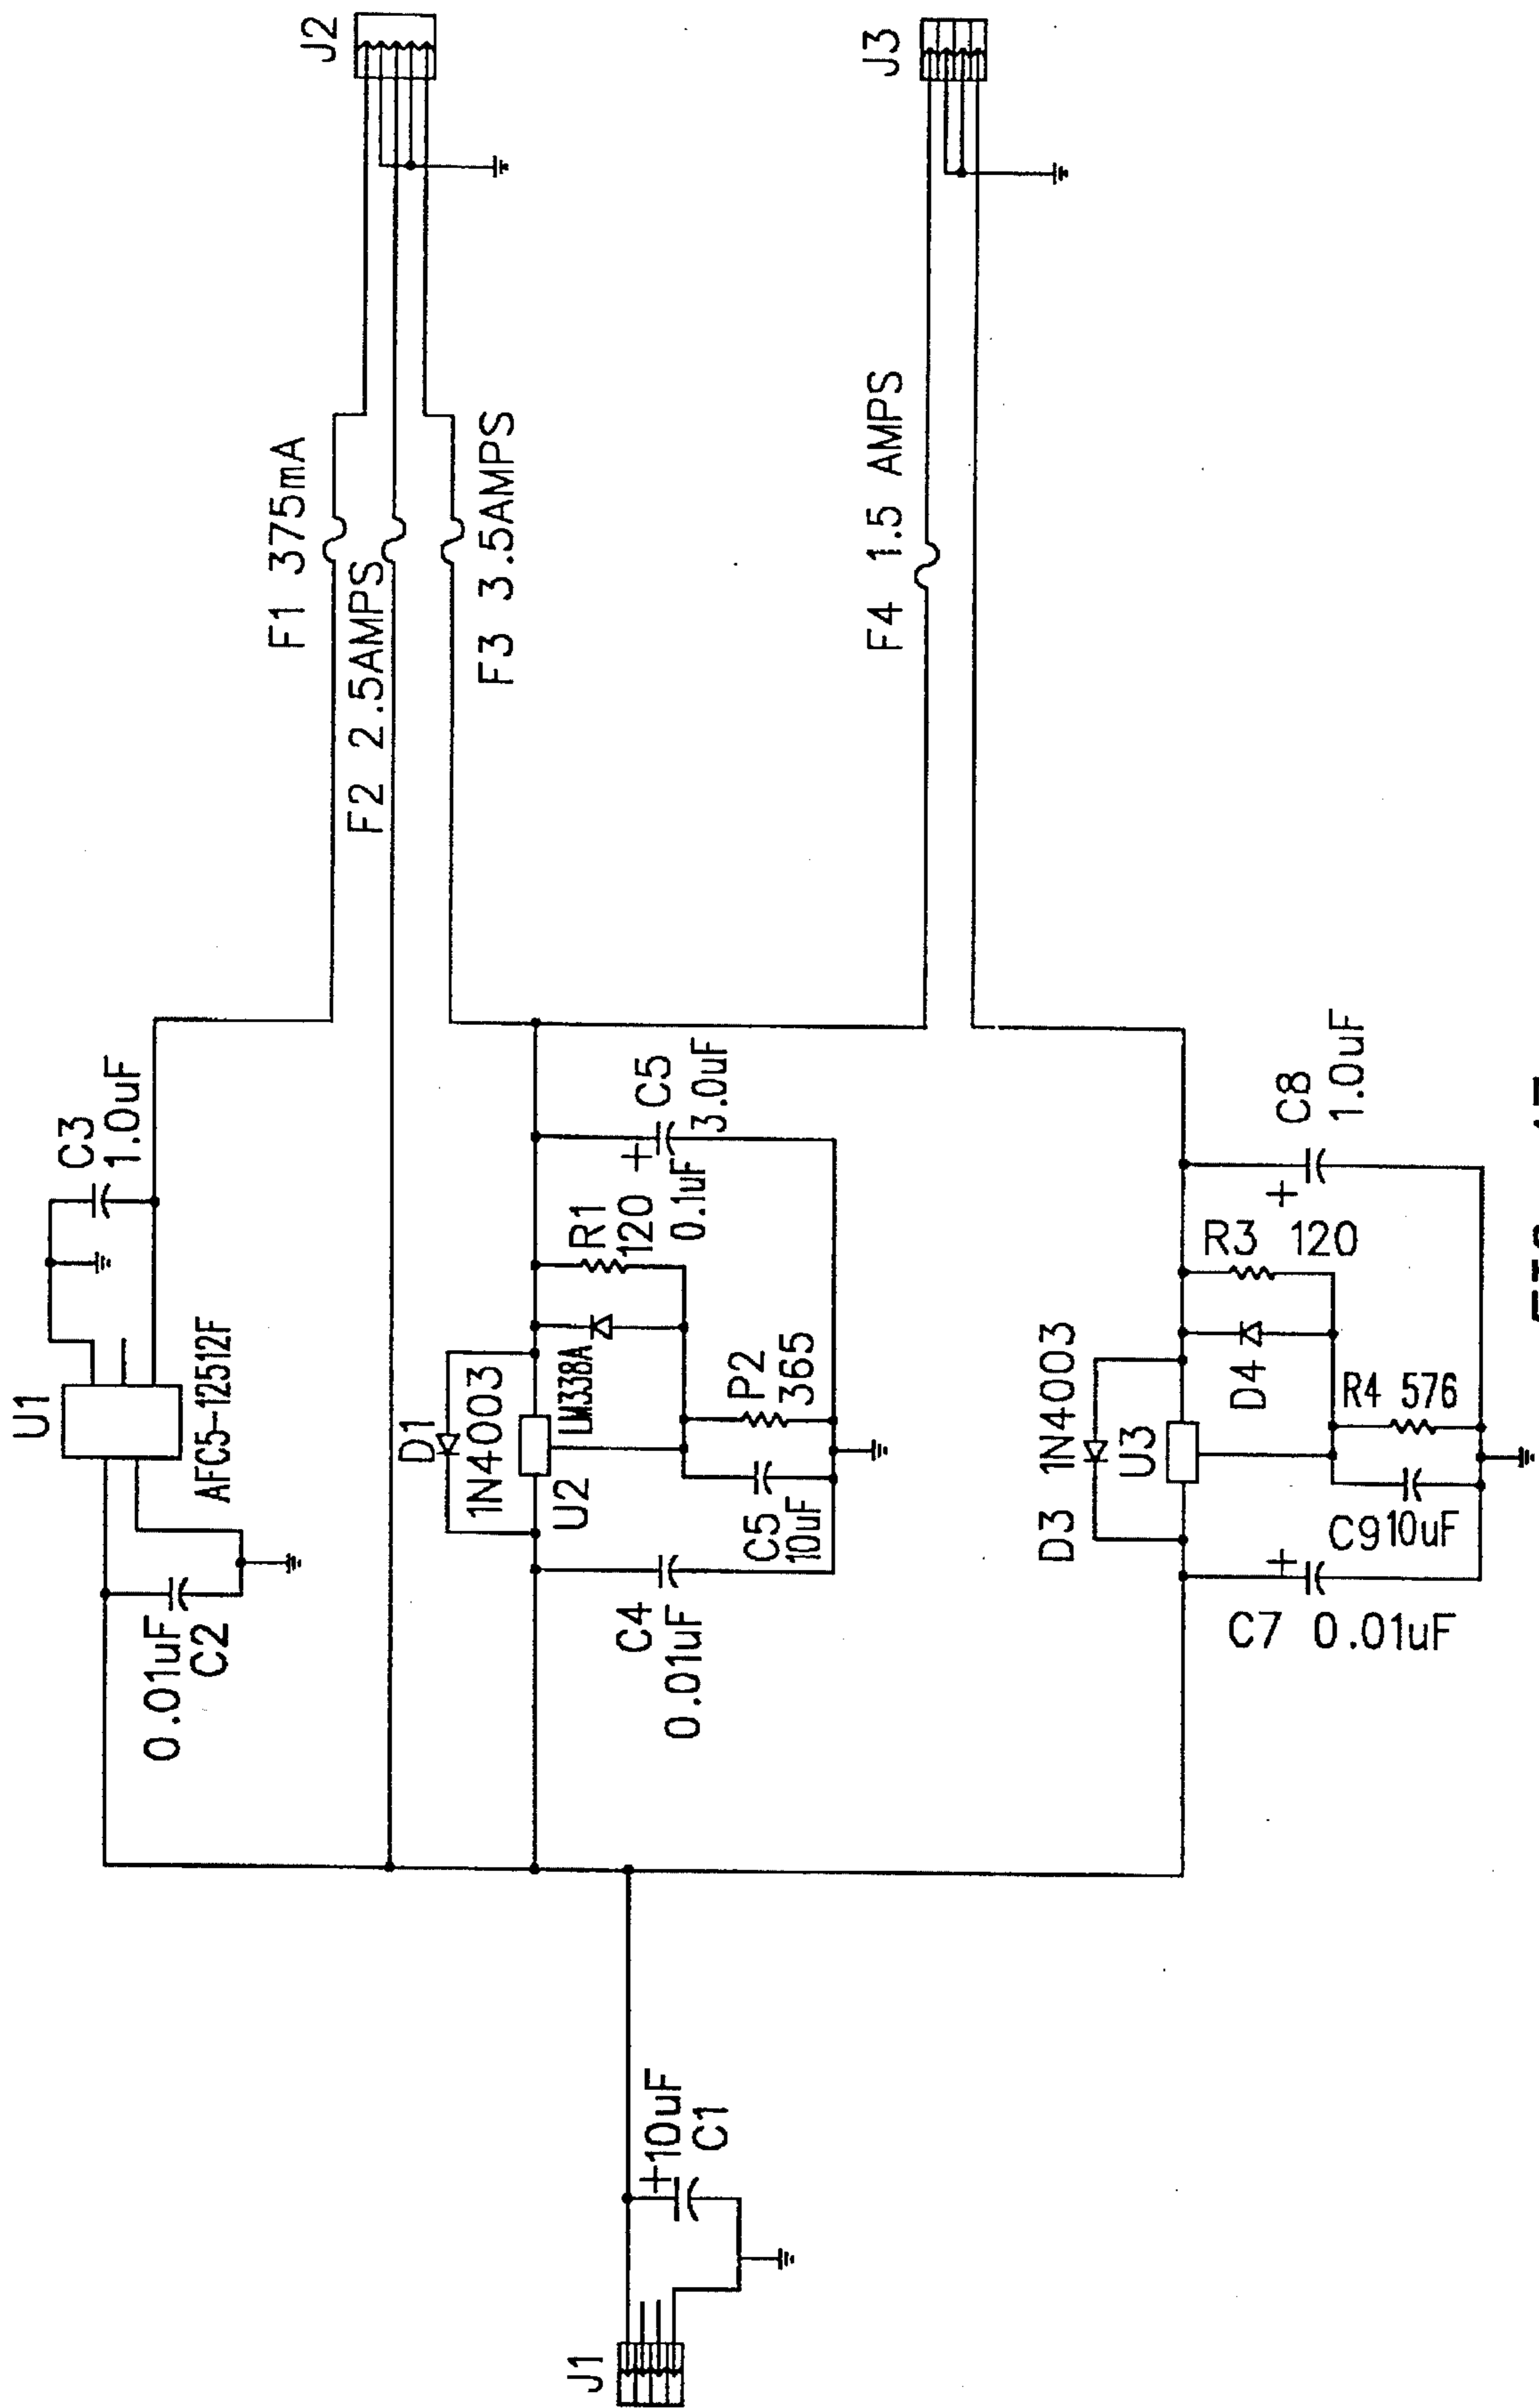 J1
+10uF
C1
0.01uF
C2
U1
AFC5-12512F
C3
1.0uF
F1 375mA
F2 2.5AMPS
F3 3.5AMPS
J2
D1
1N4003
U2
LM338A
C4
0.01uF
C5
10uF
P2
365
R1
120
+
0.1uF
C5
3.0uF
F4 1.5 AMPS
J3
D3 1N4003
U3
D4
R3 120
R4 576
C9 10uF
+
C7 0.01uF
+
C8
1.0uF